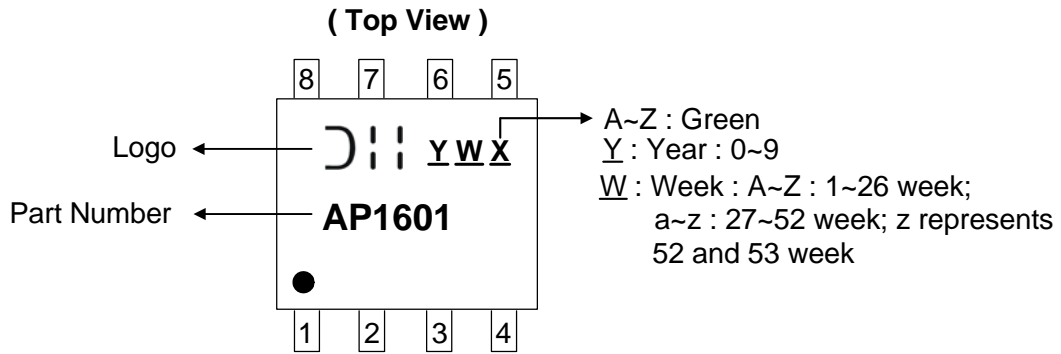 ( Top View )
8 7 6 5
Logo
Y W X
A~Z : Green
Y : Year : 0~9
W : Week : A~Z : 1~26 week;
a~z : 27~52 week; z represents
52 and 53 week
Part Number
AP1601
1 2 3 4